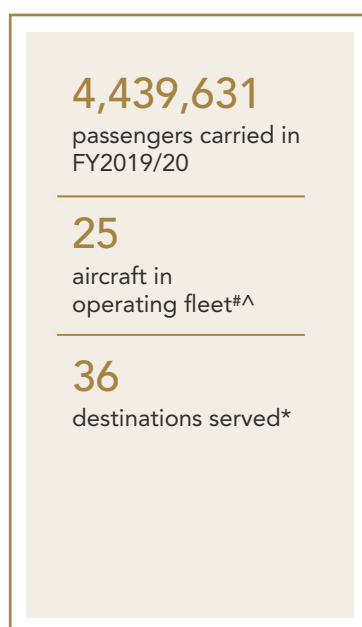 4,439,631
passengers carried in
FY2019/20
25
aircraft in
operating fleet#^
36
destinations served*